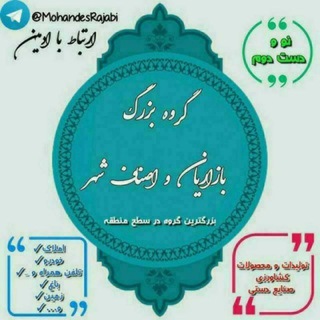 @MohandesRajabi
ارتباط با ادمین
نو و
دست دوم
گروه بزرگ
بازاریان و اصناف شهر
بزرگترین گروه در سطح منطقه
املاک✓
خودرو✓
تلفن همراه و ..✓
باغ✓
زمین✓
و...✓
تولیدات و محصولات
کشاورزی
صنایع دستی